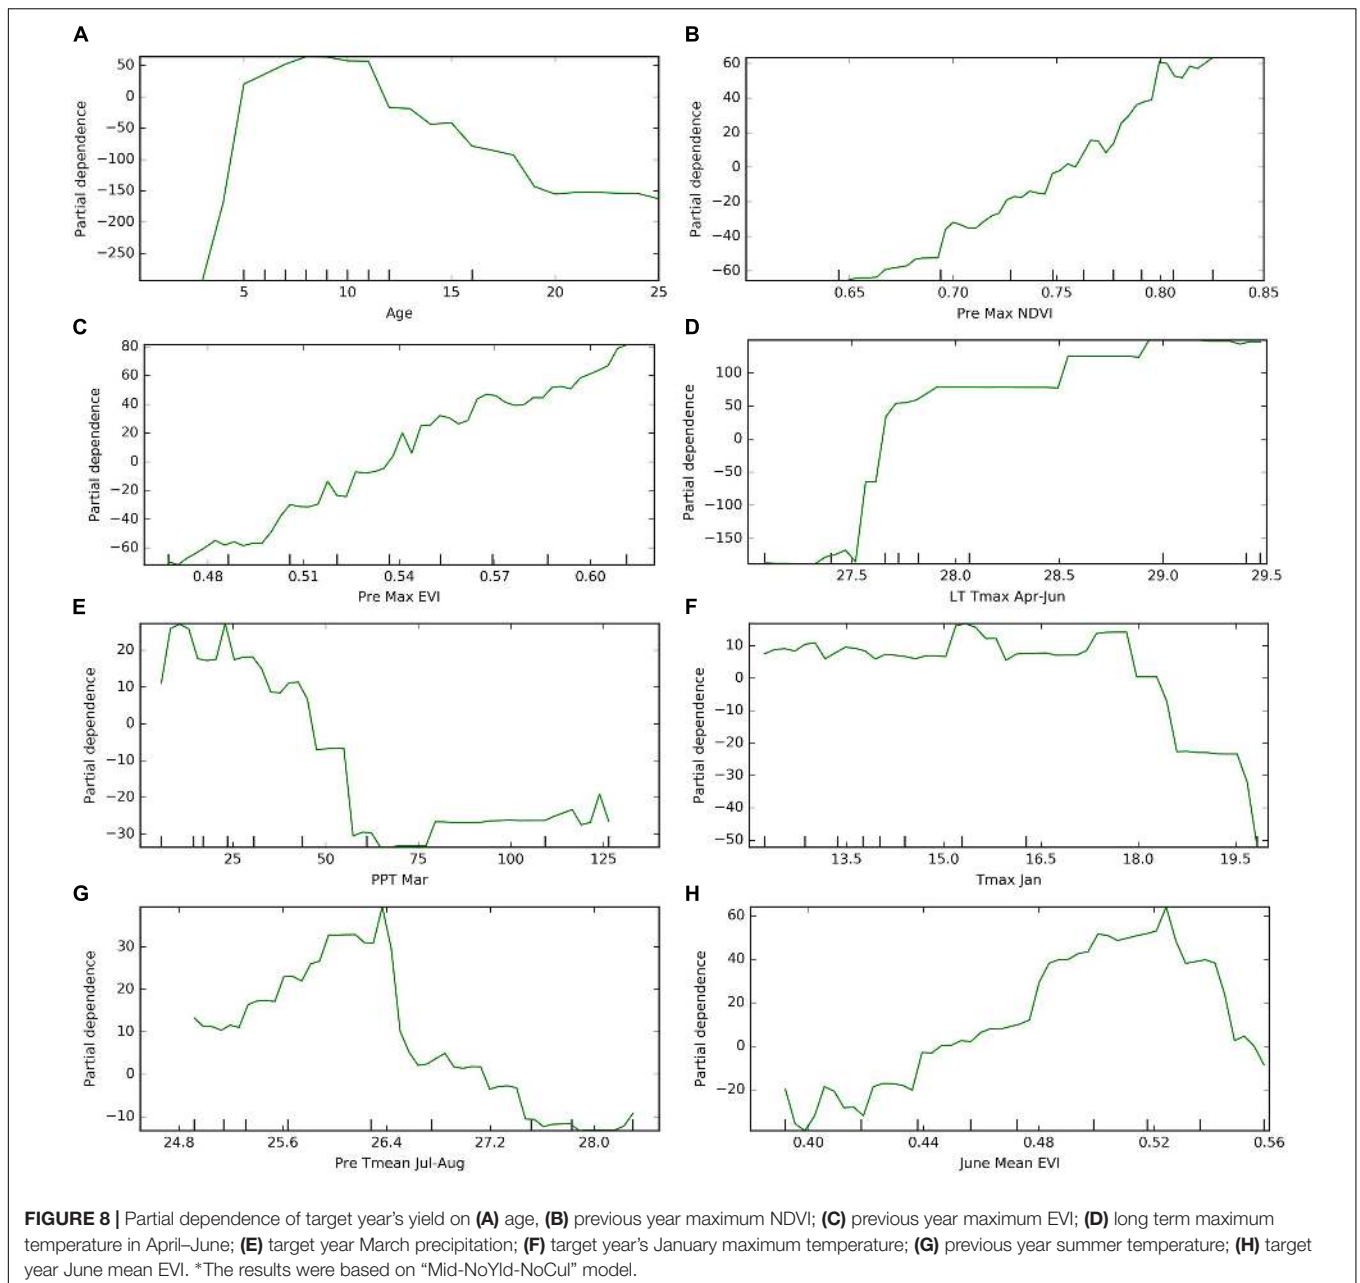 A
50
0
−50
−100
−150
−200
−250
Partial dependence
5 10 15 20 25
Age
B
60
40
20
0
−20
−40
−60
Partial dependence
0.65 0.70 0.75 0.80 0.85
Pre Max NDVI
C
80
60
40
20
0
−20
−40
−60
Partial dependence
0.48 0.51 0.54 0.57 0.60
Pre Max EVI
D
100
50
0
−50
−100
−150
Partial dependence
27.5 28.0 28.5 29.0 29.5
LT Tmax Apr-Jun
E
20
10
0
−10
−20
−30
Partial dependence
25 50 75 100 125
PPT Mar
F
10
0
−10
−20
−30
−40
−50
Partial dependence
13.5 15.0 16.5 18.0 19.5
Tmax Jan
G
30
20
10
0
−10
Partial dependence
24.8 25.6 26.4 27.2 28.0
Pre Tmean Jul-Aug
H
60
40
20
0
−20
Partial dependence
0.40 0.44 0.48 0.52 0.56
June Mean EVI
FIGURE 8 | Partial dependence of target year's yield on (A) age, (B) previous year maximum NDVI; (C) previous year maximum EVI; (D) long term maximum
temperature in April–June; (E) target year March precipitation; (F) target year's January maximum temperature; (G) previous year summer temperature; (H) target
year June mean EVI. *The results were based on "Mid-NoYld-NoCul" model.